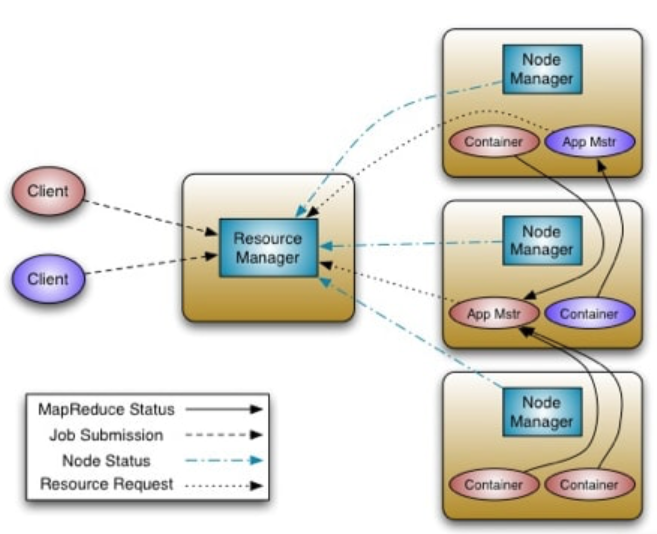 Node
Manager
Container
App Mstr
Client
Resource
Manager
Node
Manager
Client
App Mstr
Container
Node
Manager
MapReduce Status
Job Submission
Node Status
Resource Request
Container
Container